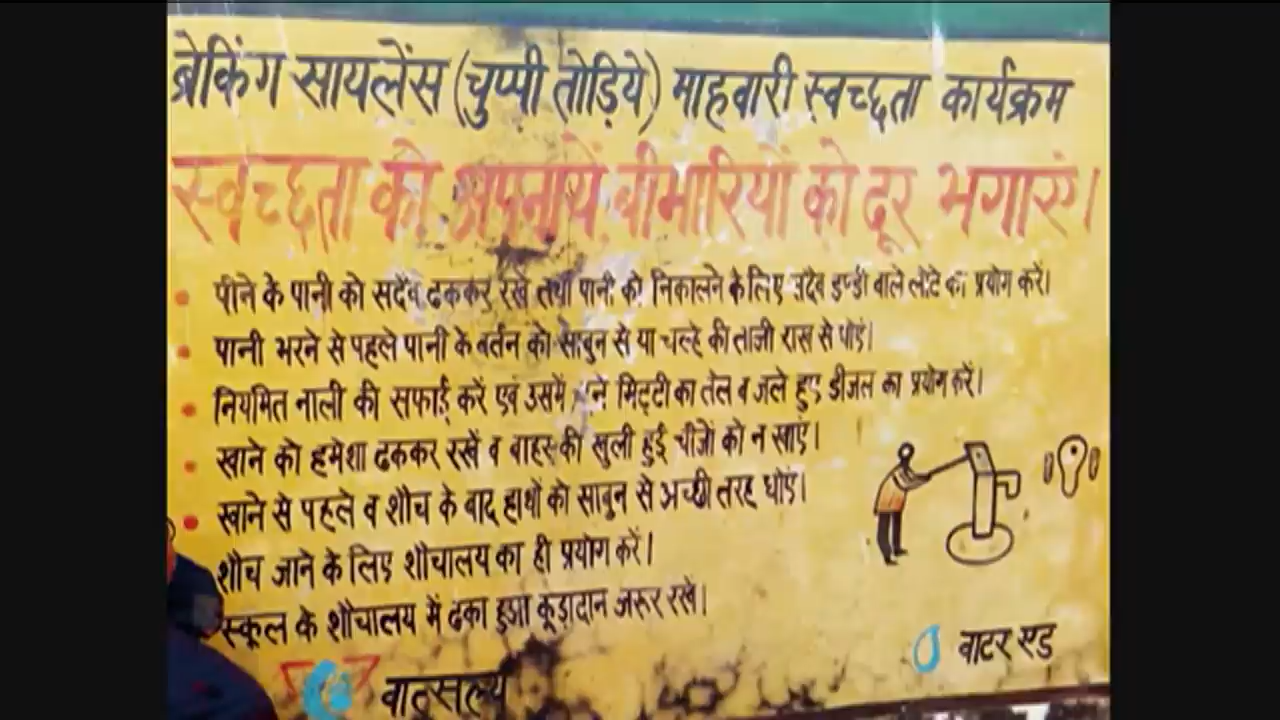 ब्रेकिंग सायलेंस (चुप्पी तोड़िये) माहवारी स्वच्छता कार्यक्रम
स्वच्छता को अपनायें बीमारियों को दूर भगाएं।
पीने के पानी को सदैव ढककर रखें तथा पानी को निकालने के लिए सदैव डण्डी वाले लोटे का प्रयोग करें।
पानी भरने से पहले पानी के बर्तन को साबुन से या चूल्हे की ताजी राख से धोएं।
नियमित नाली की सफाई करें एवं उसमें मिट्टी का तेल व जले हुए डीजल का प्रयोग करें।
खाने को हमेशा ढककर रखें व बाहर की खुली हुई चीजों को न खाएं।
खाने से पहले व शौच के बाद हाथों को साबुन से अच्छी तरह धोएं।
शौच जाने के लिए शौचालय का ही प्रयोग करें।
स्कूल के शौचालय में ढका हुआ कूड़ादान जरूर रखें।
वाटर एड
वात्सल्य